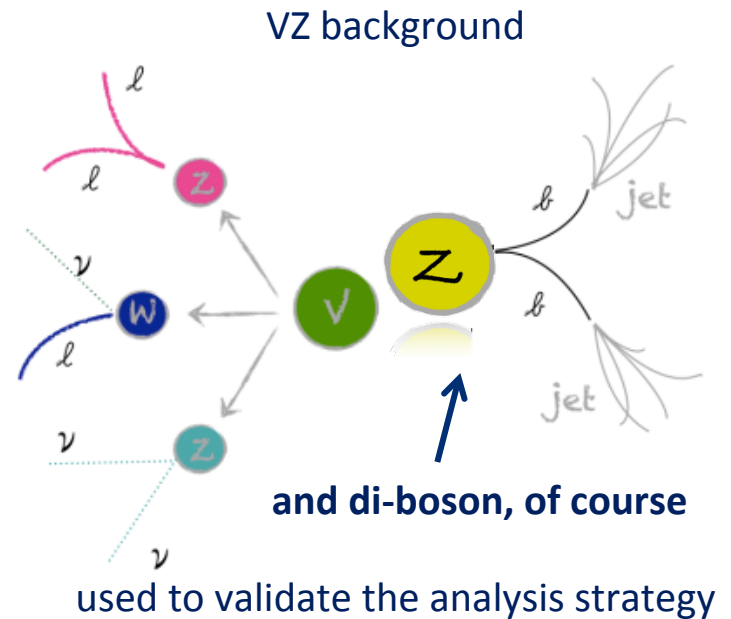 VZ background
ℓ
ℓ
Z
b
jet
ν
W
ℓ
V
Z
b
jet
ν
Z
ν
and di-boson, of course
used to validate the analysis strategy